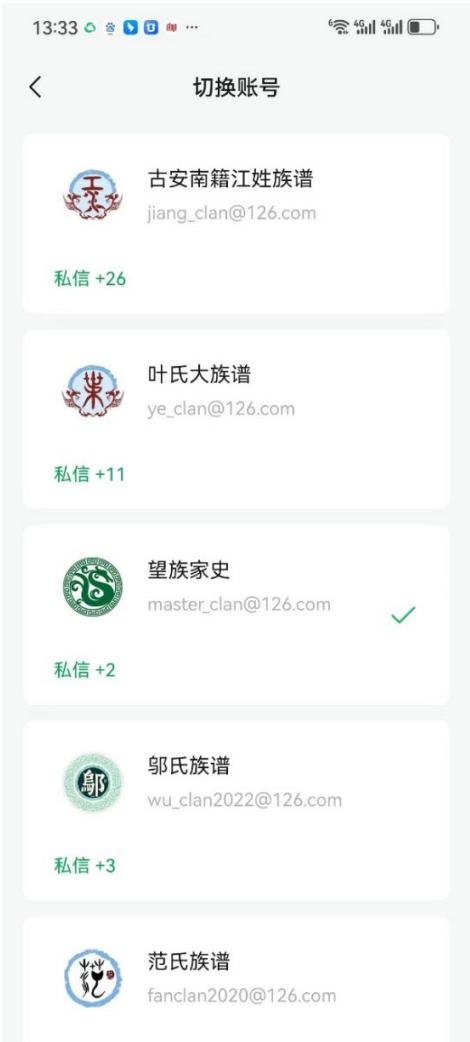 13:33
切换账号
古安南籍江姓族谱
jiang_clan@126.com
私信 +26
叶氏大族谱
ye_clan@126.com
私信 +11
望族家史
master_clan@126.com
私信 +2
鄔
邬氏族谱
wu_clan2022@126.com
私信 +3
范氏族谱
fanclan2020@126.com